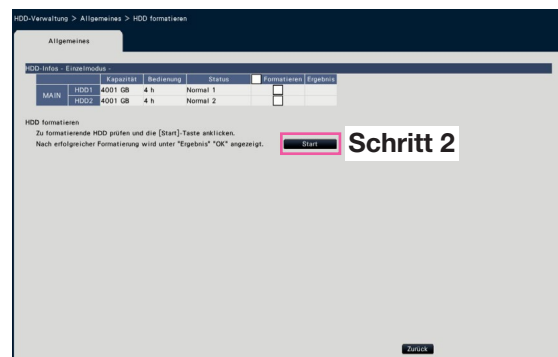 HDD-Verwaltung > Allgemeines > HDD formatieren
Allgemeines
HDD-Infos - Einzelmodus -
Kapazität Bedienung Status Formatieren Ergebnis
MAIN HDD1 4001 GB 4 h Normal 1
HDD2 4001 GB 4 h Normal 2
HDD formatieren
Zu formatierende HDD prüfen und die [Start]-Taste anklicken.
Nach erfolgreicher Formatierung wird unter "Ergebnis" "OK" angezeigt. Start Schritt 2
Zurück